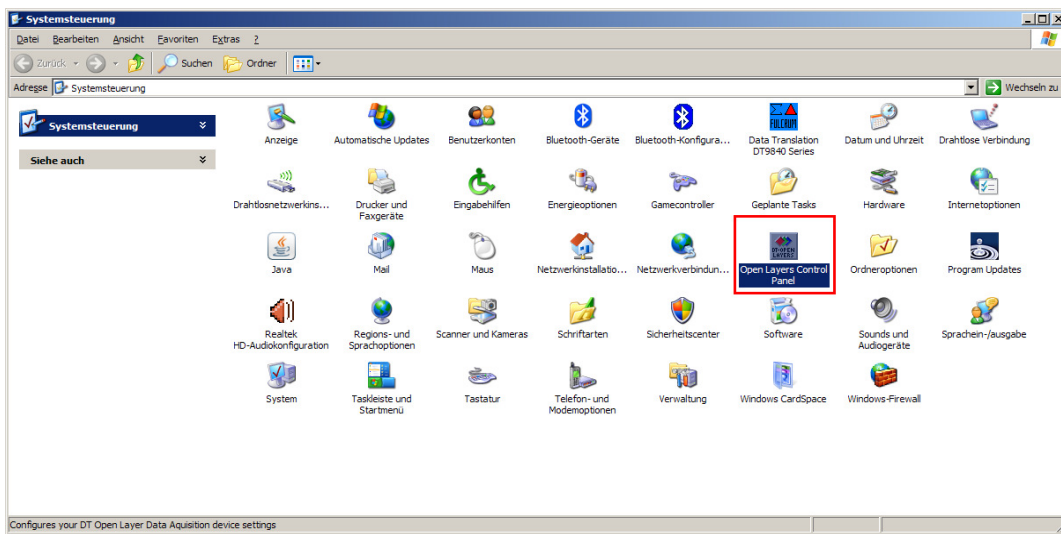 Systemsteuerung
Datei Bearbeiten Ansicht Favoriten Extras ?
Zurück Suchen Ordner
Adresse Systemsteuerung Wechseln zu
Systemsteuerung
Siehe auch
Anzeige Automatische Updates Benutzerkonten Bluetooth-Geräte Bluetooth-Konfigura... Data Translation Datum und Uhrzeit Drahtlose Verbindung
DT9840 Series
FULCRUM
Drahtlosnetzwerkins... Drucker und Eingabehilfen Energieoptionen Gamecontroller Geplante Tasks Hardware Internetoptionen
Faxgeräte
DT-OPEN
LAYERS
Java Mail Maus Netzwerkinstallatio... Netzwerkverbindun... Open Layers Control Ordneroptionen Program Updates
Panel
Realtek Regions- und Scanner und Kameras Schriftarten Sicherheitscenter Software Sounds und Sprachein-/ausgabe
HD-Audiokonfiguration Sprachoptionen Audiogeräte
System Taskleiste und Tastatur Telefon- und Verwaltung Windows CardSpace Windows-Firewall
Startmenü Modemoptionen
Configures your DT Open Layer Data Aquisition device settings